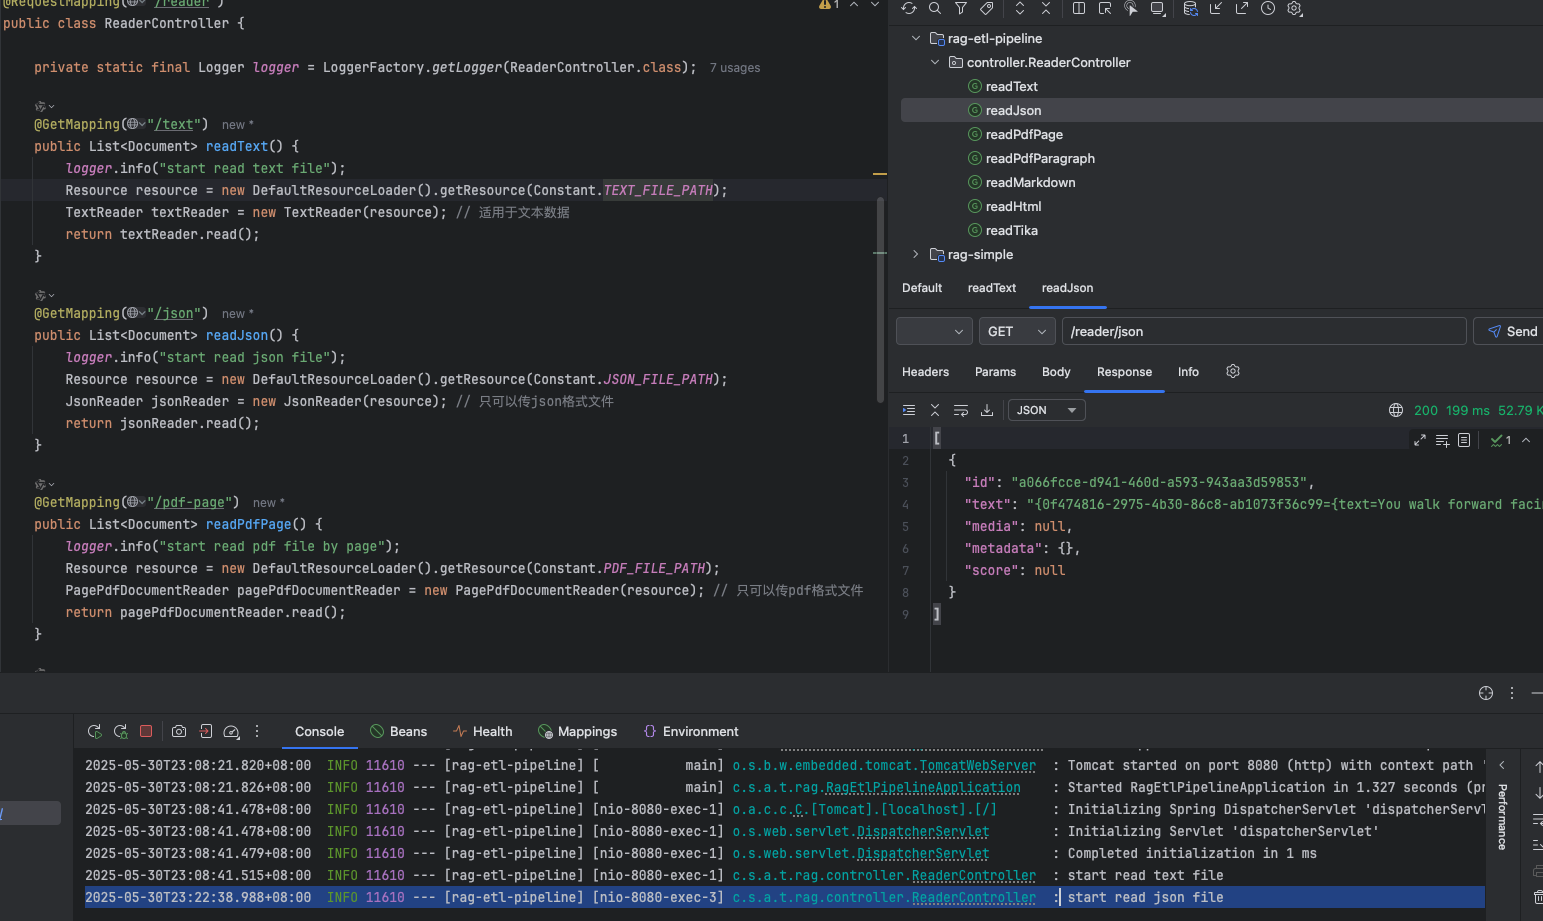 @RequestMapping("/reader")
public class ReaderController {
private static final Logger logger = LoggerFactory.getLogger(ReaderController.class); 7 usages
@GetMapping("/text") new *
public List<Document> readText() {
logger.info("start read text file");
Resource resource = new DefaultResourceLoader().getResource(Constant.TEXT_FILE_PATH);
TextReader textReader = new TextReader(resource); // 适用于文本数据
return textReader.read();
}
@GetMapping("/json") new *
public List<Document> readJson() {
logger.info("start read json file");
Resource resource = new DefaultResourceLoader().getResource(Constant.JSON_FILE_PATH);
JsonReader jsonReader = new JsonReader(resource); // 只可以传json格式文件
return jsonReader.read();
}
@GetMapping("/pdf-page") new *
public List<Document> readPdfPage() {
logger.info("start read pdf file by page");
Resource resource = new DefaultResourceLoader().getResource(Constant.PDF_FILE_PATH);
PagePdfDocumentReader pagePdfDocumentReader = new PagePdfDocumentReader(resource); // 只可以传pdf格式文件
return pagePdfDocumentReader.read();
}
1
rag-etl-pipeline
controller.ReaderController
readText
readJson
readPdfPage
readPdfParagraph
readMarkdown
readHtml
readTika
rag-simple
Default readText readJson
GET /reader/json Send
Headers Params Body Response Info
JSON 200 199 ms 52.79 K
1 [ 1
2 {
3 "id": "a066fcce-d941-460d-a593-943aa3d59853",
4 "text": "{0f474816-2975-4b30-86c8-ab1073f36c99={text=You walk forward facin
5 "media": null,
6 "metadata": {},
7 "score": null
8 }
9 ]
Console Beans Health Mappings Environment
2025-05-30T23:08:21.820+08:00 INFO 11610 --- [rag-etl-pipeline] [ main] o.s.b.w.embedded.tomcat.TomcatWebServer : Tomcat started on port 8080 (http) with context path '
2025-05-30T23:08:21.826+08:00 INFO 11610 --- [rag-etl-pipeline] [ main] c.s.a.t.rag.RagEtlPipelineApplication : Started RagEtlPipelineApplication in 1.327 seconds (pr
2025-05-30T23:08:41.478+08:00 INFO 11610 --- [rag-etl-pipeline] [nio-8080-exec-1] o.a.c.c.C.[Tomcat].[localhost].[/] : Initializing Spring DispatcherServlet 'dispatcherServl
2025-05-30T23:08:41.478+08:00 INFO 11610 --- [rag-etl-pipeline] [nio-8080-exec-1] o.s.web.servlet.DispatcherServlet : Initializing Servlet 'dispatcherServlet'
2025-05-30T23:08:41.479+08:00 INFO 11610 --- [rag-etl-pipeline] [nio-8080-exec-1] o.s.web.servlet.DispatcherServlet : Completed initialization in 1 ms
2025-05-30T23:08:41.515+08:00 INFO 11610 --- [rag-etl-pipeline] [nio-8080-exec-1] c.s.a.t.rag.controller.ReaderController : start read text file
2025-05-30T23:22:38.988+08:00 INFO 11610 --- [rag-etl-pipeline] [nio-8080-exec-3] c.s.a.t.rag.controller.ReaderController : start read json file
Performance